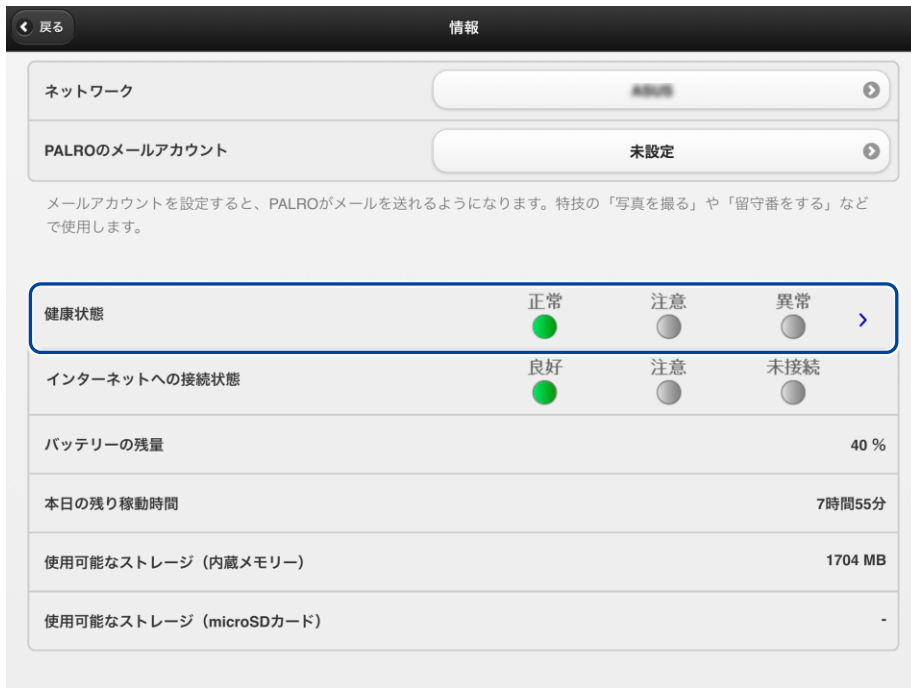 戻る
情報
ネットワーク
PALROのメールアカウント 未設定
メールアカウントを設定すると、PALROがメールを送れるようになります。特技の「写真を撮る」や「留守番をする」など
で使用します。
健康状態 正常 注意 異常
インターネットへの接続状態 良好 注意 未接続
バッテリーの残量 40 %
本日の残り稼動時間 7時間55分
使用可能なストレージ（内蔵メモリー） 1704 MB
使用可能なストレージ（microSDカード） -